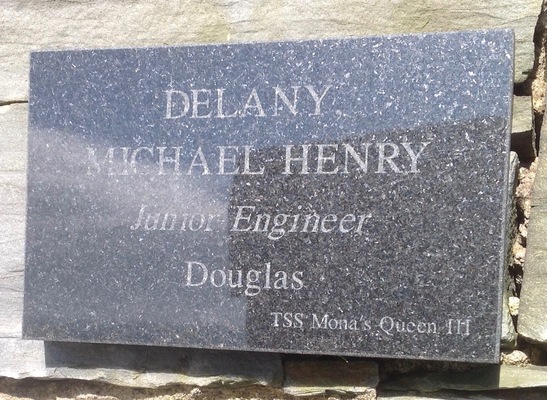 DELANY
MICHAEL HENRY
Junior Engineer
Douglas
TSS Mona's Queen III